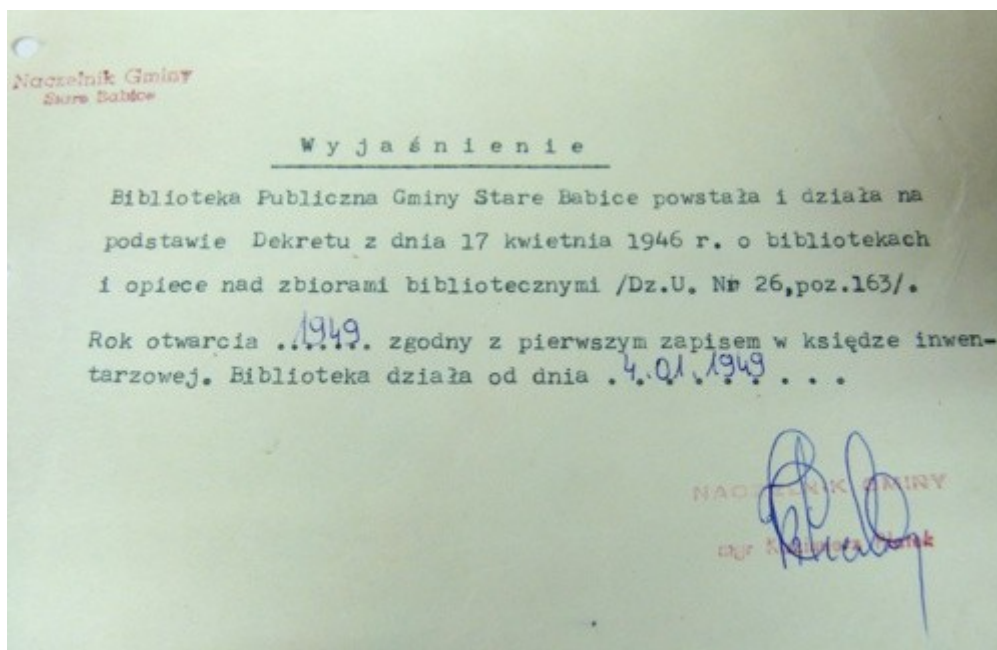 Naczelnik Gminy
Stare Babice
Wyjaśnienie
Biblioteka Publiczna Gminy Stare Babice powstała i działa na
podstawie Dekretu z dnia 17 kwietnia 1946 r. o bibliotekach
i opiece nad zbiorami bibliotecznymi /Dz.U. Nr 26,poz.163/.
Rok otwarcia ..1949.. zgodny z pierwszym zapisem w księdze inwen-
tarzowej. Biblioteka działa od dnia .4.01.1949. . . .
NACZELNIK GMINY
mgr